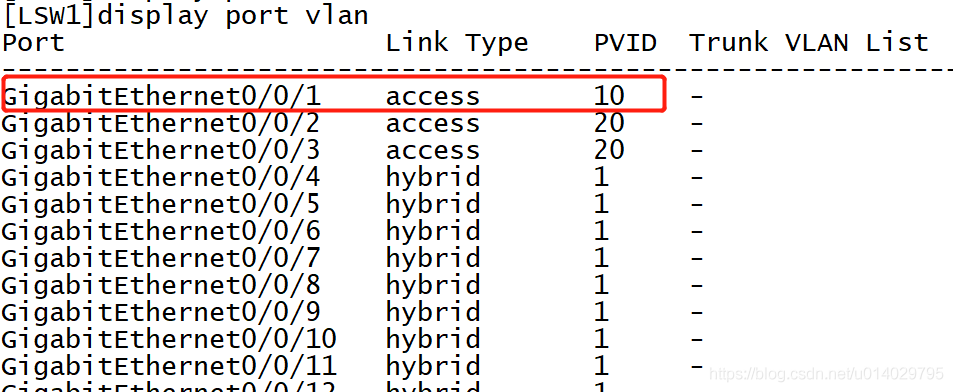 [LSW1]display port vlan
Port Link Type PVID Trunk VLAN List
-------------------------------------------------------------------------------
GigabitEthernet0/0/1 access 10 -
GigabitEthernet0/0/2 access 20 -
GigabitEthernet0/0/3 access 20 -
GigabitEthernet0/0/4 hybrid 1 -
GigabitEthernet0/0/5 hybrid 1 -
GigabitEthernet0/0/6 hybrid 1 -
GigabitEthernet0/0/7 hybrid 1 -
GigabitEthernet0/0/8 hybrid 1 -
GigabitEthernet0/0/9 hybrid 1 -
GigabitEthernet0/0/10 hybrid 1 -
GigabitEthernet0/0/11 hybrid 1 -
GigabitEthernet0/0/12 hybrid 1
https://blog.csdn.net/u014029795